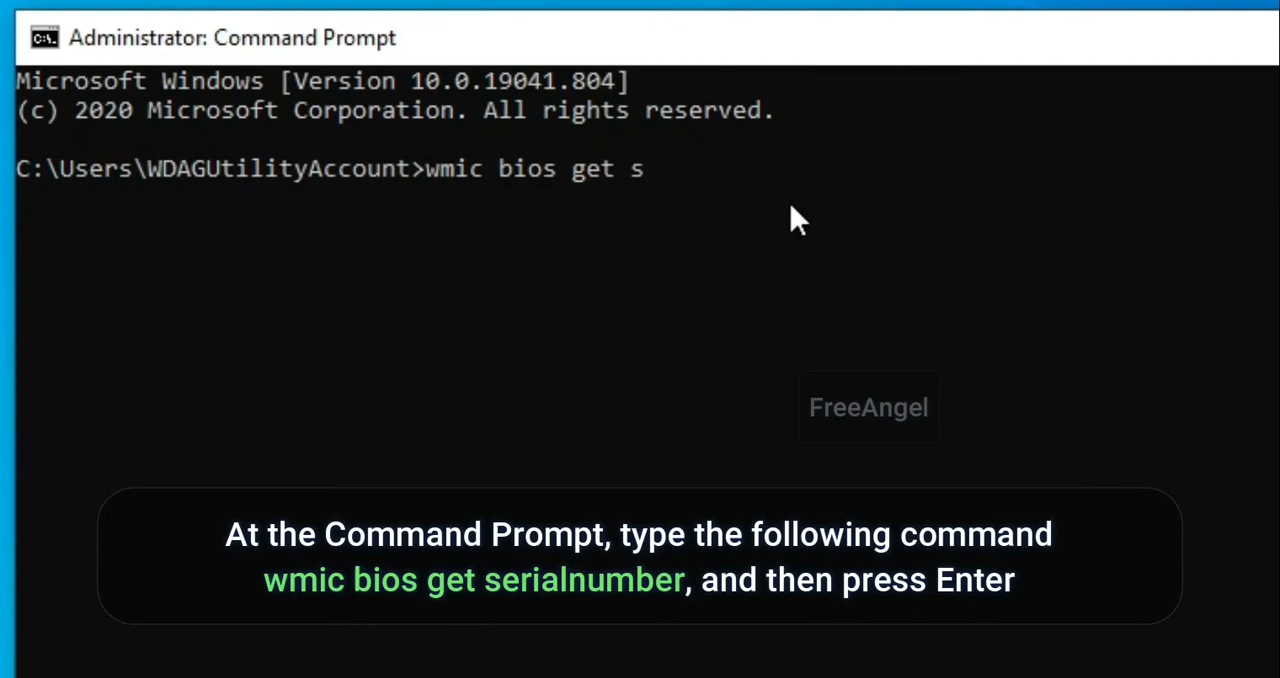 Administrator: Command Prompt
Microsoft Windows [Version 10.0.19041.804]
(c) 2020 Microsoft Corporation. All rights reserved.
C:\Users\WDAGUtilityAccount>wmic bios get s
FreeAngel
At the Command Prompt, type the following command
wmic bios get serialnumber, and then press Enter